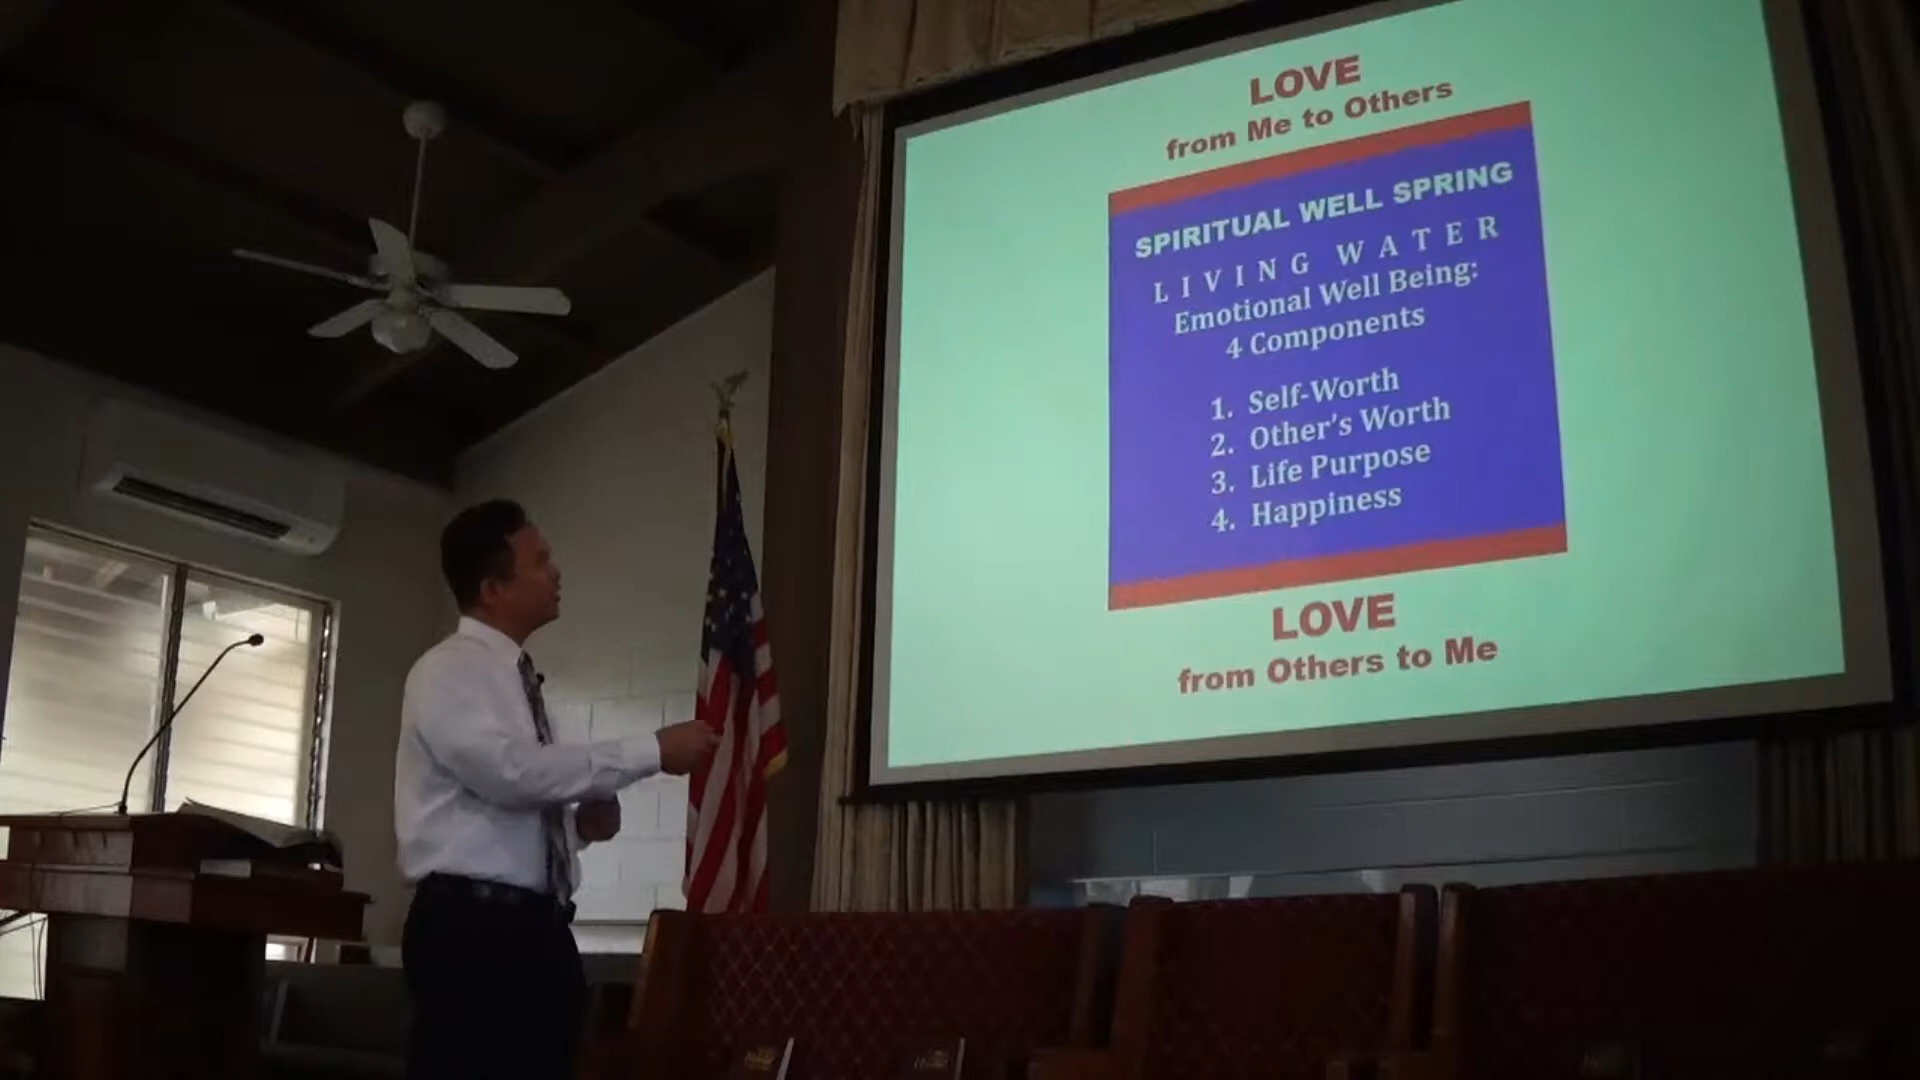 LOVE
from Me to Others
SPIRITUAL WELL SPRING
LIVING WATER
Emotional Well Being:
4 Components
1. Self-Worth
2. Other's Worth
3. Life Purpose
4. Happiness
LOVE
from Others to Me